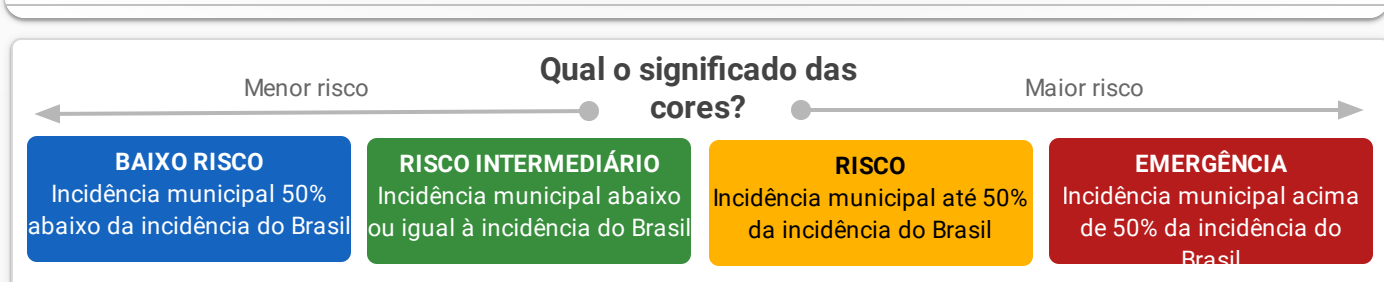 Qual o significado das
cores?
Menor risco
Maior risco
BAIXO RISCO
Incidência municipal 50%
abaixo da incidência do Brasil
RISCO INTERMEDIÁRIO
Incidência municipal abaixo
ou igual à incidência do Brasil
RISCO
Incidência municipal até 50%
da incidência do Brasil
EMERGÊNCIA
Incidência municipal acima
de 50% da incidência do
Brasil